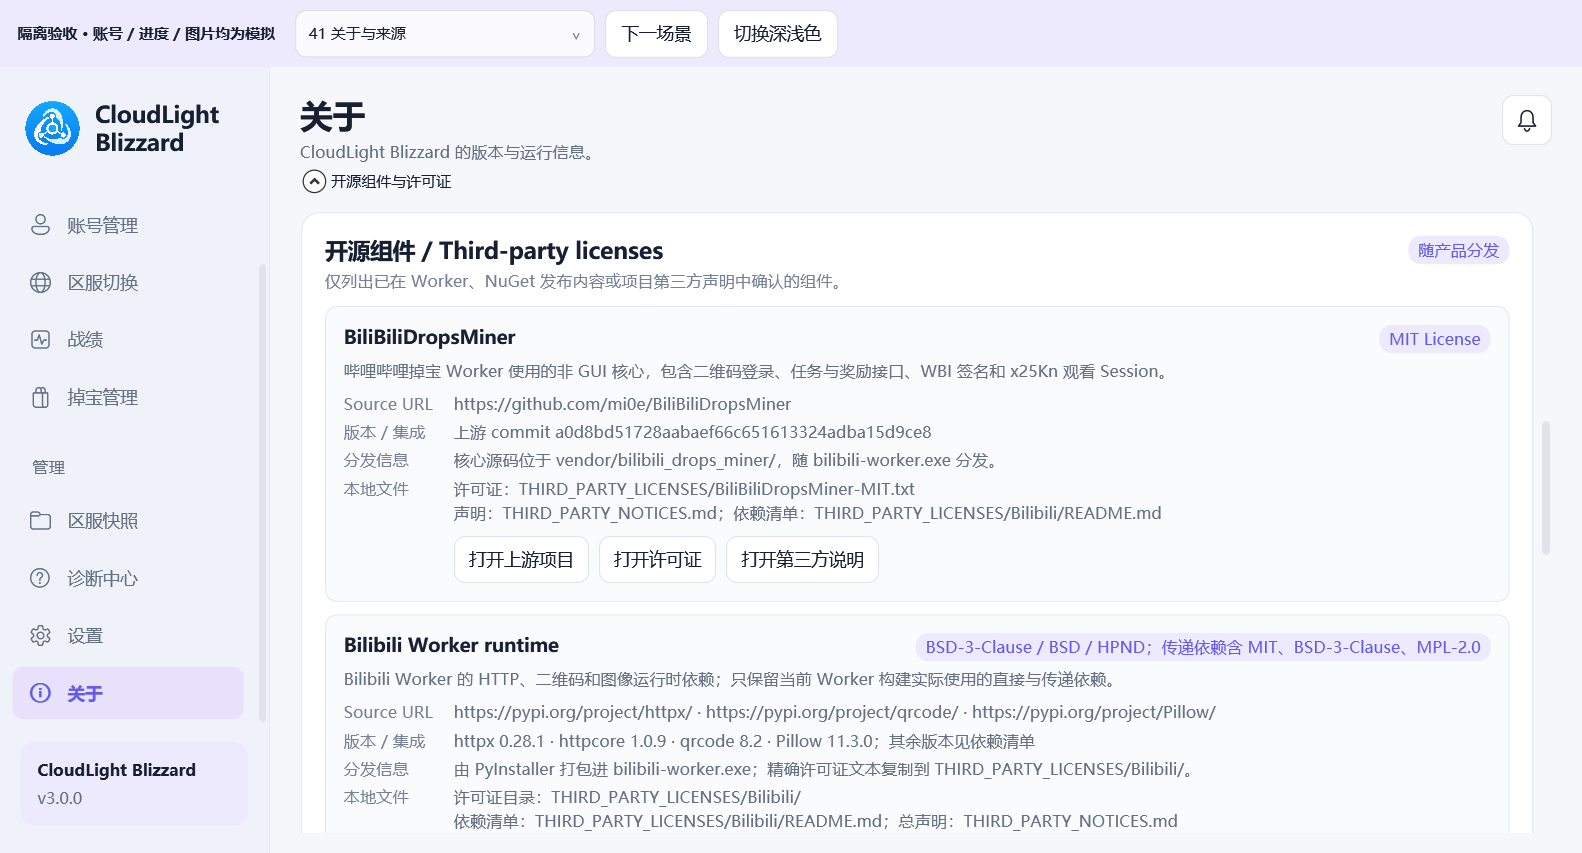 隔离验收 • 账号 / 进度 / 图片均为模拟
41 关于与来源
下一场景
切换深浅色
CloudLight
Blizzard
账号管理
区服切换
战绩
掉宝管理
管理
区服快照
诊断中心
设置
关于
CloudLight Blizzard
v3.0.0
关于
CloudLight Blizzard 的版本与运行信息。
开源组件与许可证
开源组件 / Third-party licenses
随产品分发
仅列出已在 Worker、NuGet 发布内容或项目第三方声明中确认的组件。
BiliBiliDropsMiner
MIT License
哔哩哔哩掉宝 Worker 使用的非 GUI 核心，包含二维码登录、任务与奖励接口、WBI 签名和 x25Kn 观看 Session。
Source URL https://github.com/mi0e/BiliBiliDropsMiner
版本 / 集成 上游 commit a0d8bd51728aabaef66c651613324adba15d9ce8
分发信息 核心源码位于 vendor/bilibili_drops_miner/，随 bilibili-worker.exe 分发。
本地文件 许可证：THIRD_PARTY_LICENSES/BiliBiliDropsMiner-MIT.txt
声明：THIRD_PARTY_NOTICES.md；依赖清单：THIRD_PARTY_LICENSES/Bilibili/README.md
打开上游项目 打开许可证 打开第三方说明
Bilibili Worker runtime
BSD-3-Clause / BSD / HPND；传递依赖含 MIT、BSD-3-Clause、MPL-2.0
Bilibili Worker 的 HTTP、二维码和图像运行时依赖；只保留当前 Worker 构建实际使用的直接与传递依赖。
Source URL https://pypi.org/project/httpx/ · https://pypi.org/project/qrcode/ · https://pypi.org/project/Pillow/
版本 / 集成 httpx 0.28.1 · httpcore 1.0.9 · qrcode 8.2 · Pillow 11.3.0；其余版本见依赖清单
分发信息 由 PyInstaller 打包进 bilibili-worker.exe；精确许可证文本复制到 THIRD_PARTY_LICENSES/Bilibili/。
本地文件 许可证目录：THIRD_PARTY_LICENSES/Bilibili/
依赖清单：THIRD_PARTY_LICENSES/Bilibili/README.md；总声明：THIRD_PARTY_NOTICES.md